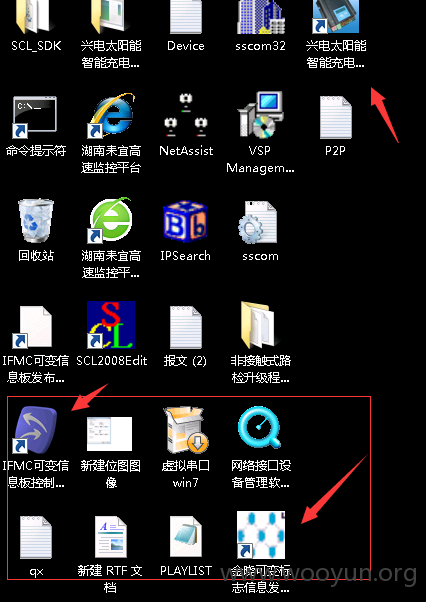 SCL_SDK
兴电太阳能
智能充电...
Device
sscom32
兴电太阳能
智能充电...
C:\_
命令提示符
湖南耒宜高
速监控平台
NetAssist
VSP
Managem...
P2P
回收站
湖南耒宜高
速监控平...
IPSearch
sscom
IFMC可变信
息板发布...
SCL
SCL2008Edit
报文 (2)
非接触式路
检升级程...
IFMC可变信
息板控制...
新建位图图
像
虚拟串口
win7
网络接口设
备管理软...
qx
新建 RTF 文
档
PLAYLIST
会晓可变标
志信息发...
www.wooyun.org